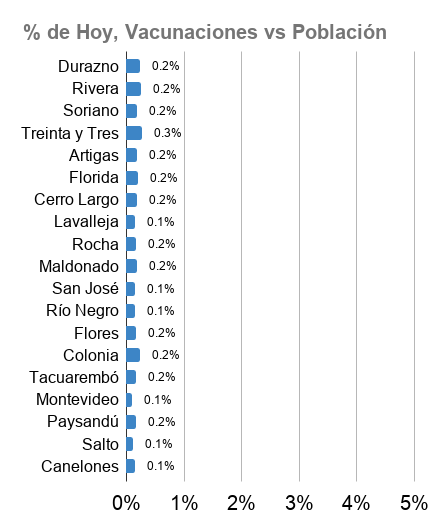 % de Hoy, Vacunaciones vs Población
Durazno 0.2%
Rivera 0.2%
Soriano 0.2%
Treinta y Tres 0.3%
Artigas 0.2%
Florida 0.2%
Cerro Largo 0.2%
Lavalleja 0.1%
Rocha 0.2%
Maldonado 0.2%
San José 0.1%
Río Negro 0.1%
Flores 0.2%
Colonia 0.2%
Tacuarembó 0.2%
Montevideo 0.1%
Paysandú 0.2%
Salto 0.1%
Canelones 0.1%
0% 1% 2% 3% 4% 5%